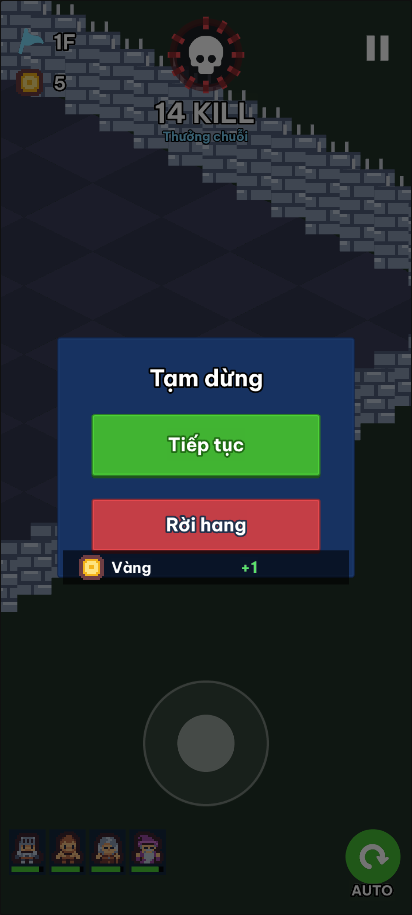 1F
5
14 KILL
Thưởng chuỗi
Tạm dừng
Tiếp tục
Rời hang
Vàng +1
AUTO